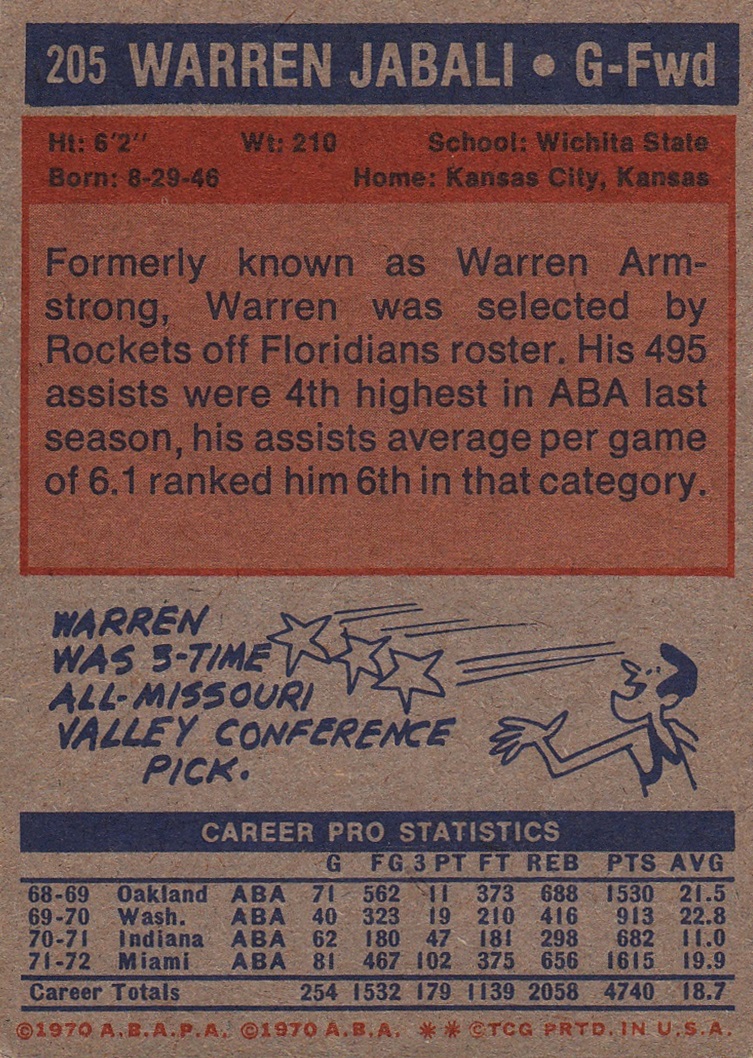 205 WARREN JABALI • G-Fwd
Ht: 6'2" Wt: 210 School: Wichita State
Born: 8-29-46 Home: Kansas City, Kansas
Formerly known as Warren Arm-
strong, Warren was selected by
Rockets off Floridians roster. His 495
assists were 4th highest in ABA last
season, his assists average per game
of 6.1 ranked him 6th in that category.
WARREN
WAS 3-TIME
ALL-MISSOURI
VALLEY CONFERENCE
PICK.
CAREER PRO STATISTICS
G FG 3 PT FT REB PTS AVG
68-69 Oakland ABA 71 562 11 373 688 1530 21.5
69-70 Wash. ABA 40 323 19 210 416 913 22.8
70-71 Indiana ABA 62 180 47 181 298 682 11.0
71-72 Miami ABA 81 467 102 375 656 1615 19.9
Career Totals 254 1532 179 1139 2058 4740 18.7
©1970 A.B.A.P.A. ©1970 A.B.A. ** ©TCG PRTD. IN U.S.A.